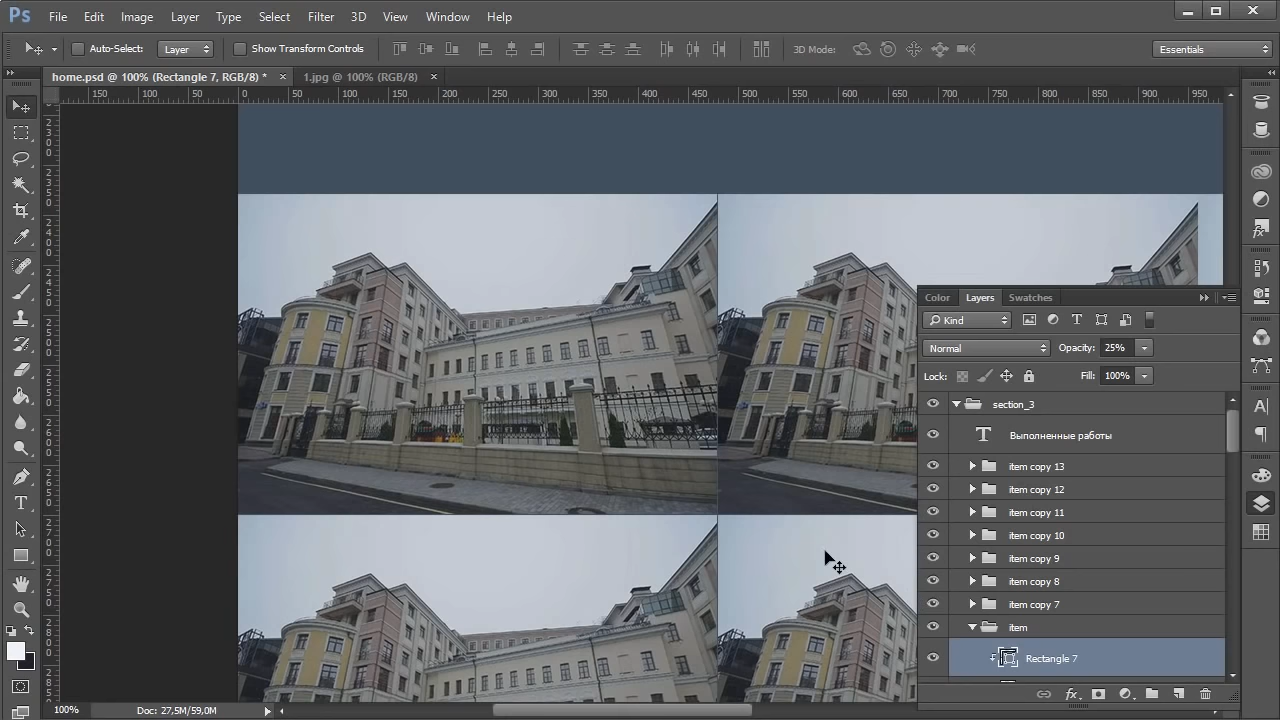 Ps File Edit Image Layer Type Select Filter 3D View Window Help
Auto-Select: Layer Show Transform Controls 3D Mode: Essentials
home.psd @ 100% (Rectangle 7, RGB/8) * × 1.jpg @ 100% (RGB/8) ×
150 100 50 0 50 100 150 200 250 300 350 400 450 500 550 600 650 700 750 800 850 900 950
Color Layers Swatches
Kind
Normal Opacity: 25%
Lock: Fill: 100%
section_3
Выполненные работы
item copy 13
item copy 12
item copy 11
item copy 10
item copy 9
item copy 8
item copy 7
item
Rectangle 7
fx
100% Doc: 27,5M/59,0M